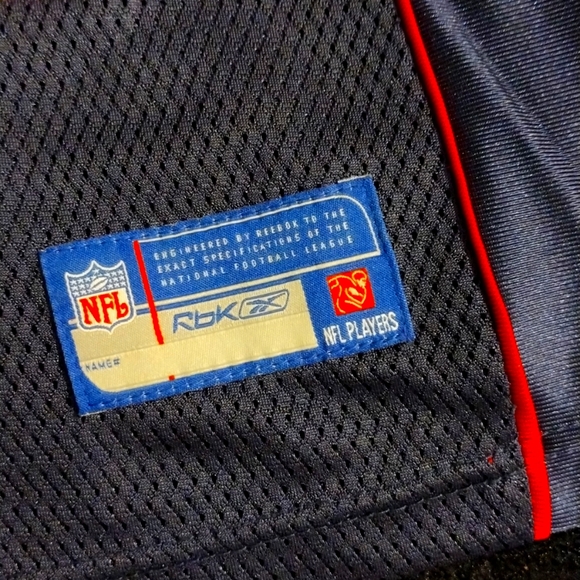 ENGINEERED BY REEBOK TO THE
EXACT SPECIFICATIONS OF THE
NATIONAL FOOTBALL LEAGUE
NFL
RbK
NFL PLAYERS
NAME#